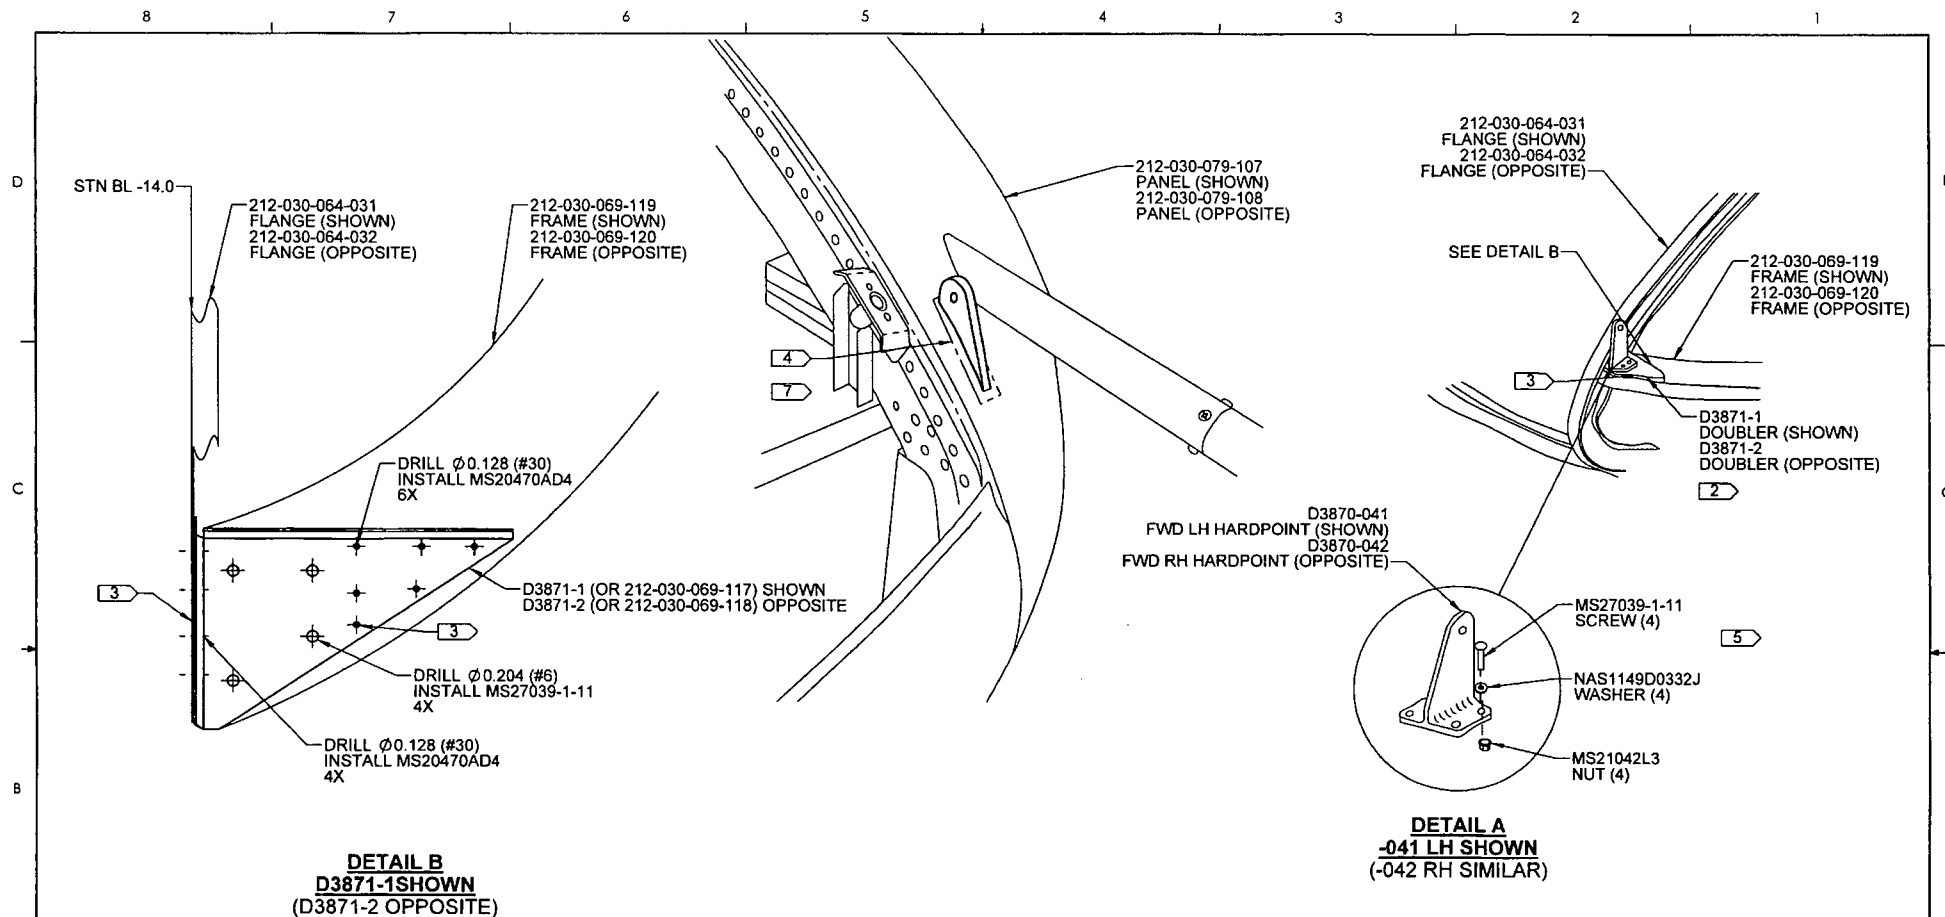 8 7 6 5 4 3 2 1
D
C
B
STN BL -14.0
212-030-064-031
FLANGE (SHOWN)
212-030-064-032
FLANGE (OPPOSITE)
212-030-069-119
FRAME (SHOWN)
212-030-069-120
FRAME (OPPOSITE)
DRILL Ø0.128 (#30)
INSTALL MS20470AD4
6X
3
D3871-1 (OR 212-030-069-117) SHOWN
D3871-2 (OR 212-030-069-118) OPPOSITE
3
DRILL Ø0.204 (#6)
INSTALL MS27039-1-11
4X
DRILL Ø0.128 (#30)
INSTALL MS20470AD4
4X
DETAIL B
D3871-1SHOWN
(D3871-2 OPPOSITE)
212-030-079-107
PANEL (SHOWN)
212-030-079-108
PANEL (OPPOSITE)
4
7
212-030-064-031
FLANGE (SHOWN)
212-030-064-032
FLANGE (OPPOSITE)
SEE DETAIL B
212-030-069-119
FRAME (SHOWN)
212-030-069-120
FRAME (OPPOSITE)
3
D3871-1
DOUBLER (SHOWN)
D3871-2
DOUBLER (OPPOSITE)
2
D3870-041
FWD LH HARDPOINT (SHOWN)
D3870-042
FWD RH HARDPOINT (OPPOSITE)
MS27039-1-11
SCREW (4)
5
NAS1149D0332J
WASHER (4)
MS21042L3
NUT (4)
DETAIL A
-041 LH SHOWN
(-042 RH SIMILAR)